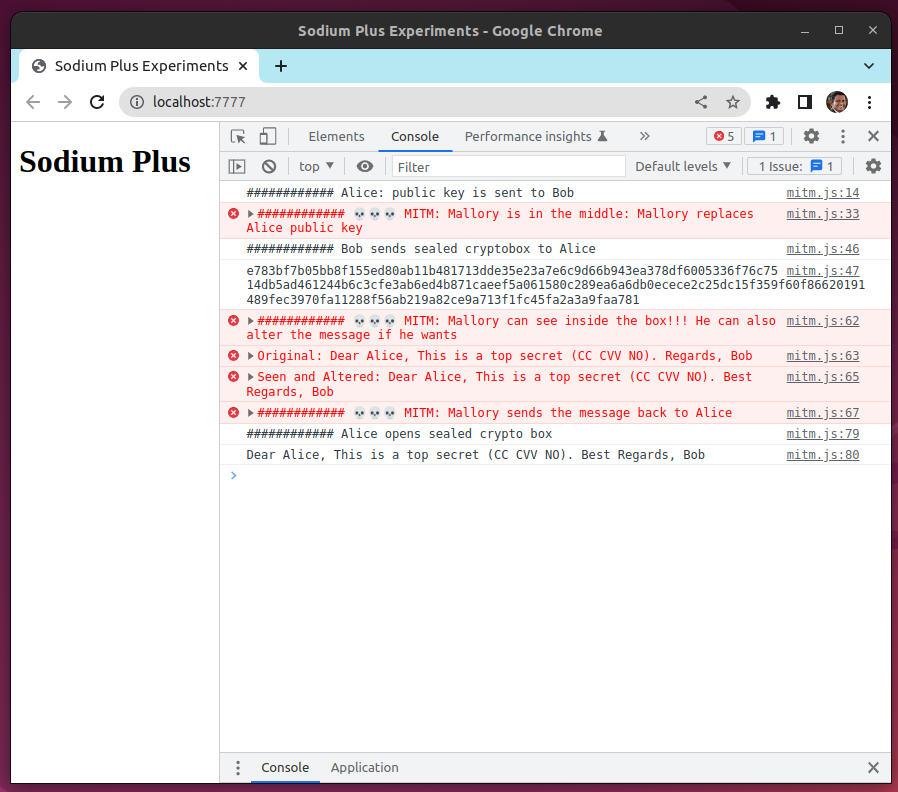 Sodium Plus Experiments - Google Chrome
Sodium Plus Experiments
localhost:7777
Sodium Plus
Elements Console Performance insights 5 1
top Filter Default levels 1 Issue: 1
############ Alice: public key is sent to Bob mitm.js:14
############ 💀💀💀 MITM: Mallory is in the middle: Mallory replaces mitm.js:33
Alice public key
############ Bob sends sealed cryptobox to Alice mitm.js:46
e783bf7b05bb8f155ed80ab11b481713dde35e23a7e6c9d66b943ea378df6005336f76c75 mitm.js:47
14db5ad461244b6c3cfe3ab6ed4b871caeef5a061580c289ea6a6db0ecece2c25dc15f359f60f86620191
489fec3970fa11288f56ab219a82ce9a713f1fc45fa2a3a9faa781
############ 💀💀💀 MITM: Mallory can see inside the box!!! He can also mitm.js:62
alter the message if he wants
Original: Dear Alice, This is a top secret (CC CVV NO). Regards, Bob mitm.js:63
Seen and Altered: Dear Alice, This is a top secret (CC CVV NO). Best mitm.js:65
Regards, Bob
############ 💀💀💀 MITM: Mallory sends the message back to Alice mitm.js:67
############ Alice opens sealed crypto box mitm.js:79
Dear Alice, This is a top secret (CC CVV NO). Best Regards, Bob mitm.js:80
Console Application